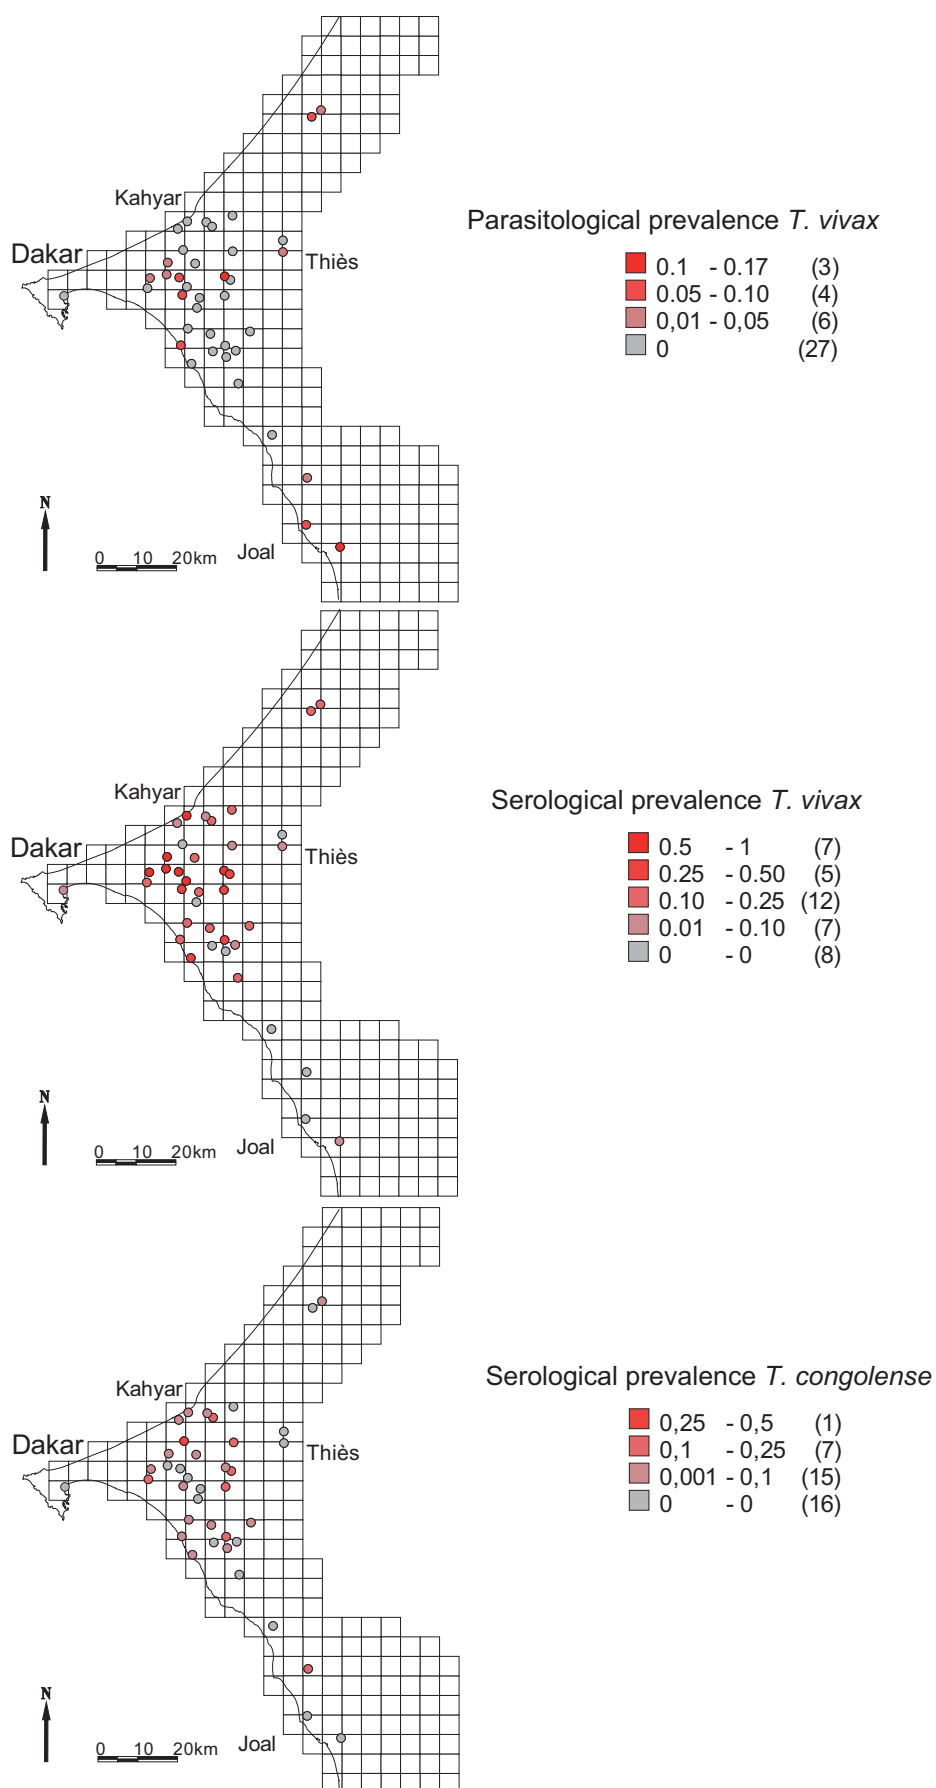 Kahyar
Dakar
Thiès
Parasitological prevalence T. vivax
0.1 - 0.17 (3)
0.05 - 0.10 (4)
0,01 - 0,05 (6)
0 (27)
N
0 10 20km
Joal
Kahyar
Dakar
Thiès
Serological prevalence T. vivax
0.5 - 1 (7)
0.25 - 0.50 (5)
0.10 - 0.25 (12)
0.01 - 0.10 (7)
0 - 0 (8)
N
0 10 20km
Joal
Kahyar
Dakar
Thiès
Serological prevalence T. congolense
0,25 - 0,5 (1)
0,1 - 0,25 (7)
0,001 - 0,1 (15)
0 - 0 (16)
N
0 10 20km
Joal